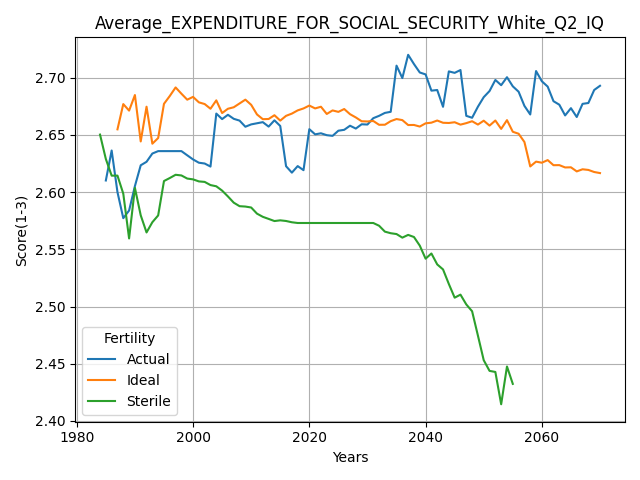 Average_EXPENDITURE_FOR_SOCIAL_SECURITY_White_Q2_IQ
2.70
2.65
2.60
2.55
2.50
2.45
2.40
Score(1-3)
Fertility
Actual
Ideal
Sterile
1980 2000 2020 2040 2060
Years